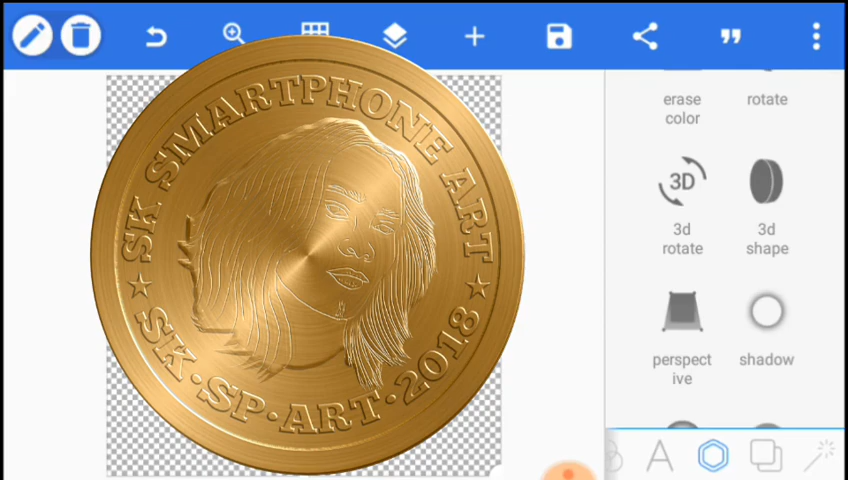 SK SMARTPHONE ART
SK·SP·ART·2018
erase
color
rotate
3D
3d
rotate
3d
shape
perspect
ive
shadow
A